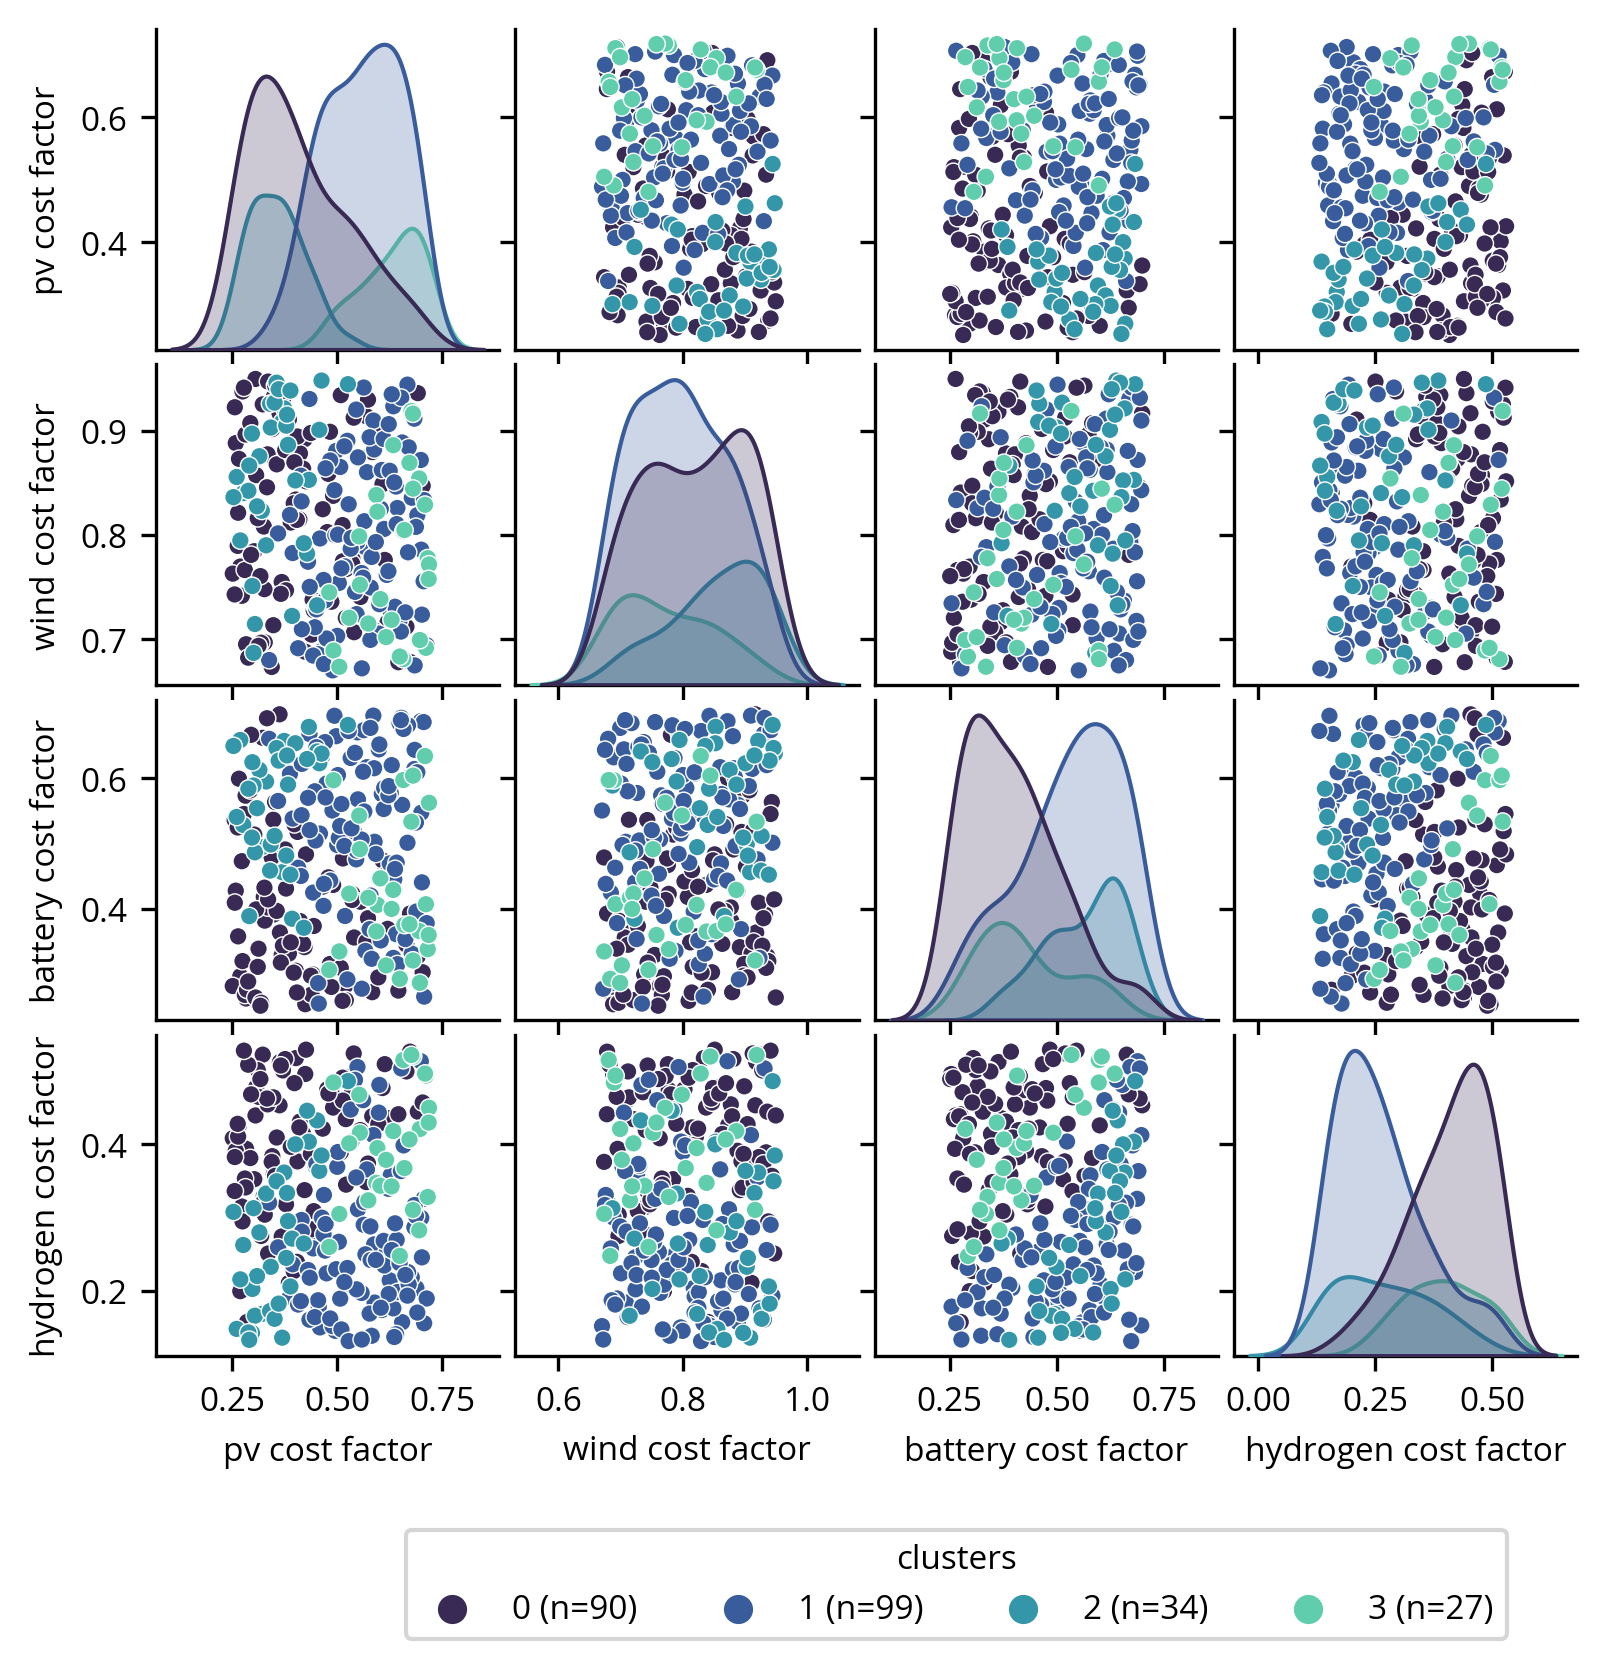 pv cost factor
0.6
0.4
wind cost factor
0.9
0.8
0.7
battery cost factor
0.6
0.4
hydrogen cost factor
0.4
0.2
0.25 0.50 0.75 0.6 0.8 1.0 0.25 0.50 0.75 0.00 0.25 0.50
pv cost factor wind cost factor battery cost factor hydrogen cost factor
clusters
0 (n=90) 1 (n=99) 2 (n=34) 3 (n=27)